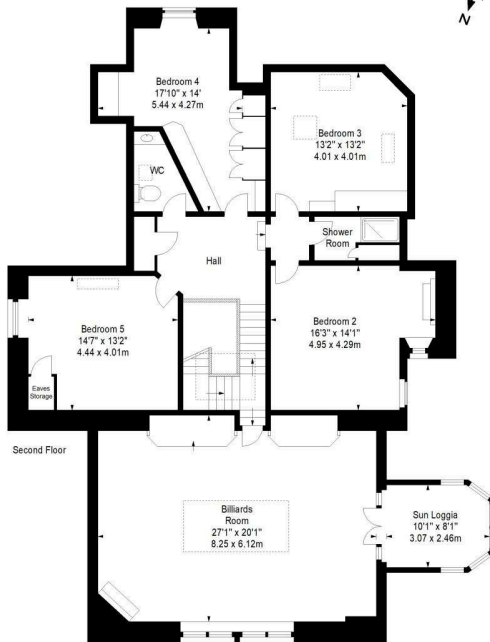 N
Bedroom 4
17'10" x 14'
5.44 x 4.27m
Bedroom 3
13'2" x 13'2"
4.01 x 4.01m
WC
Shower
Room
Hall
Bedroom 5
14'7" x 13'2"
4.44 x 4.01m
Bedroom 2
16'3" x 14'1"
4.95 x 4.29m
Eaves
Storage
Second Floor
Billiards
Room
27'1" x 20'1"
8.25 x 6.12m
Sun Loggia
10'1" x 8'1"
3.07 x 2.46m